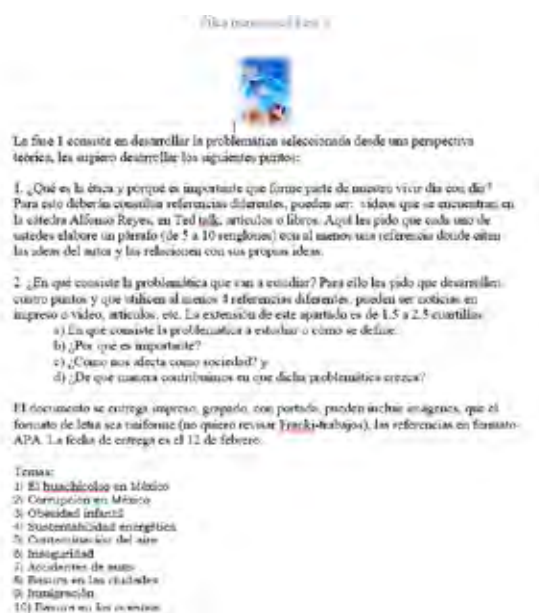 La fase 1 consiste en desarrollar la problemática seleccionada desde una perspectiva
teórica, les sugiero desarrollar los siguientes puntos:
1. ¿Qué es la ética y porqué es importante que forme parte de nuestro vivir día con día?
Para esto deberán consultar referencias diferentes, pueden ser: videos que se encuentran en
la cátedra Alfonso Reyes, en Ted talk, artículos o libros. Aquí les pido que cada uno de
ustedes elabore un párrafo (de 5 a 10 renglones) con al menos una referencia donde citen
las ideas del autor y las relacionen con sus propias ideas.
2. ¿En qué consiste la problemática que van a estudiar? Para ello les pido que desarrollen
cuatro puntos y que utilicen al menos 3 referencias diferentes, pueden ser noticias en
impreso o video, artículos, etc. La extensión de este apartado es de 1.5 a 2.5 cuartillas.
a) En qué consiste la problemática a estudiar o cómo se define.
b) ¿Por qué es importante?
c) ¿Cómo nos afecta como sociedad? y
d) ¿De qué manera contribuimos en que dicha problemática crezca?
El documento se entrega impreso, grapado, con portada, pueden incluir imágenes, que el
formato de letra sea uniforme (no quiero revisar Fracki-trabajos), las referencias en formato
APA. La fecha de entrega es el 12 de febrero.
Temas:
1) El huachicoleo en México
2) Corrupción en México
3) Obesidad infantil
4) Sustentabilidad energética
5) Contaminación del aire
6) Inseguridad
7) Accidentes de auto
8) Basura en las ciudades
9) Inmigración
10) Basura en los océanos